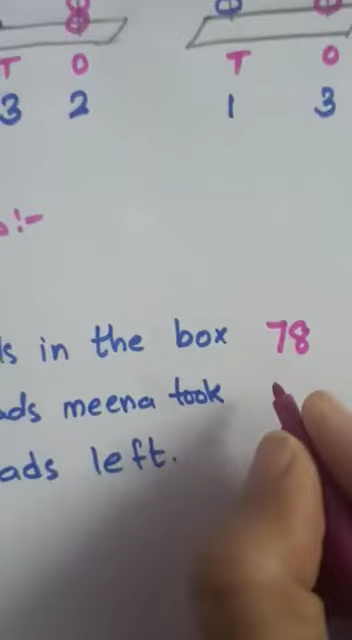 T O T O
3 2 1 3
:-
in the box 78
meena took
left.